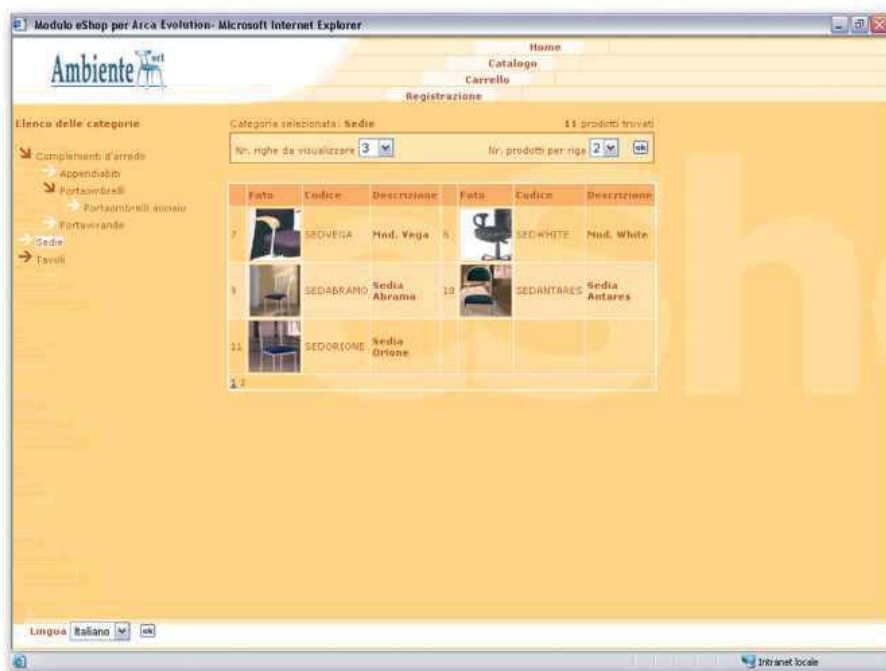 Modulo eShop per Arca Evolution- Microsoft Internet Explorer
Ambiente srl
Home
Catalogo
Carrello
Registrazione
Elenco delle categorie
Complementi d'arredo
Appendiabiti
Portaombrelli
Portaombrelli acciaio
Portavivande
Sedie
Tavoli
Categoria selezionata: Sedie 11 prodotti trovati
Nr. righe da visualizzare 3 Nr. prodotti per riga 2 ok
Foto Codice Descrizione Foto Codice Descrizione
7 SEDVEGA Mod. Vega 8 SEDWHITE Mod. White
9 SEDABRAMO Sedia Abramo 10 SEDANTARES Sedia Antares
11 SEDORIONE Sedia Orione
1 2
eSh
Lingua Italiano ok
Intranet locale